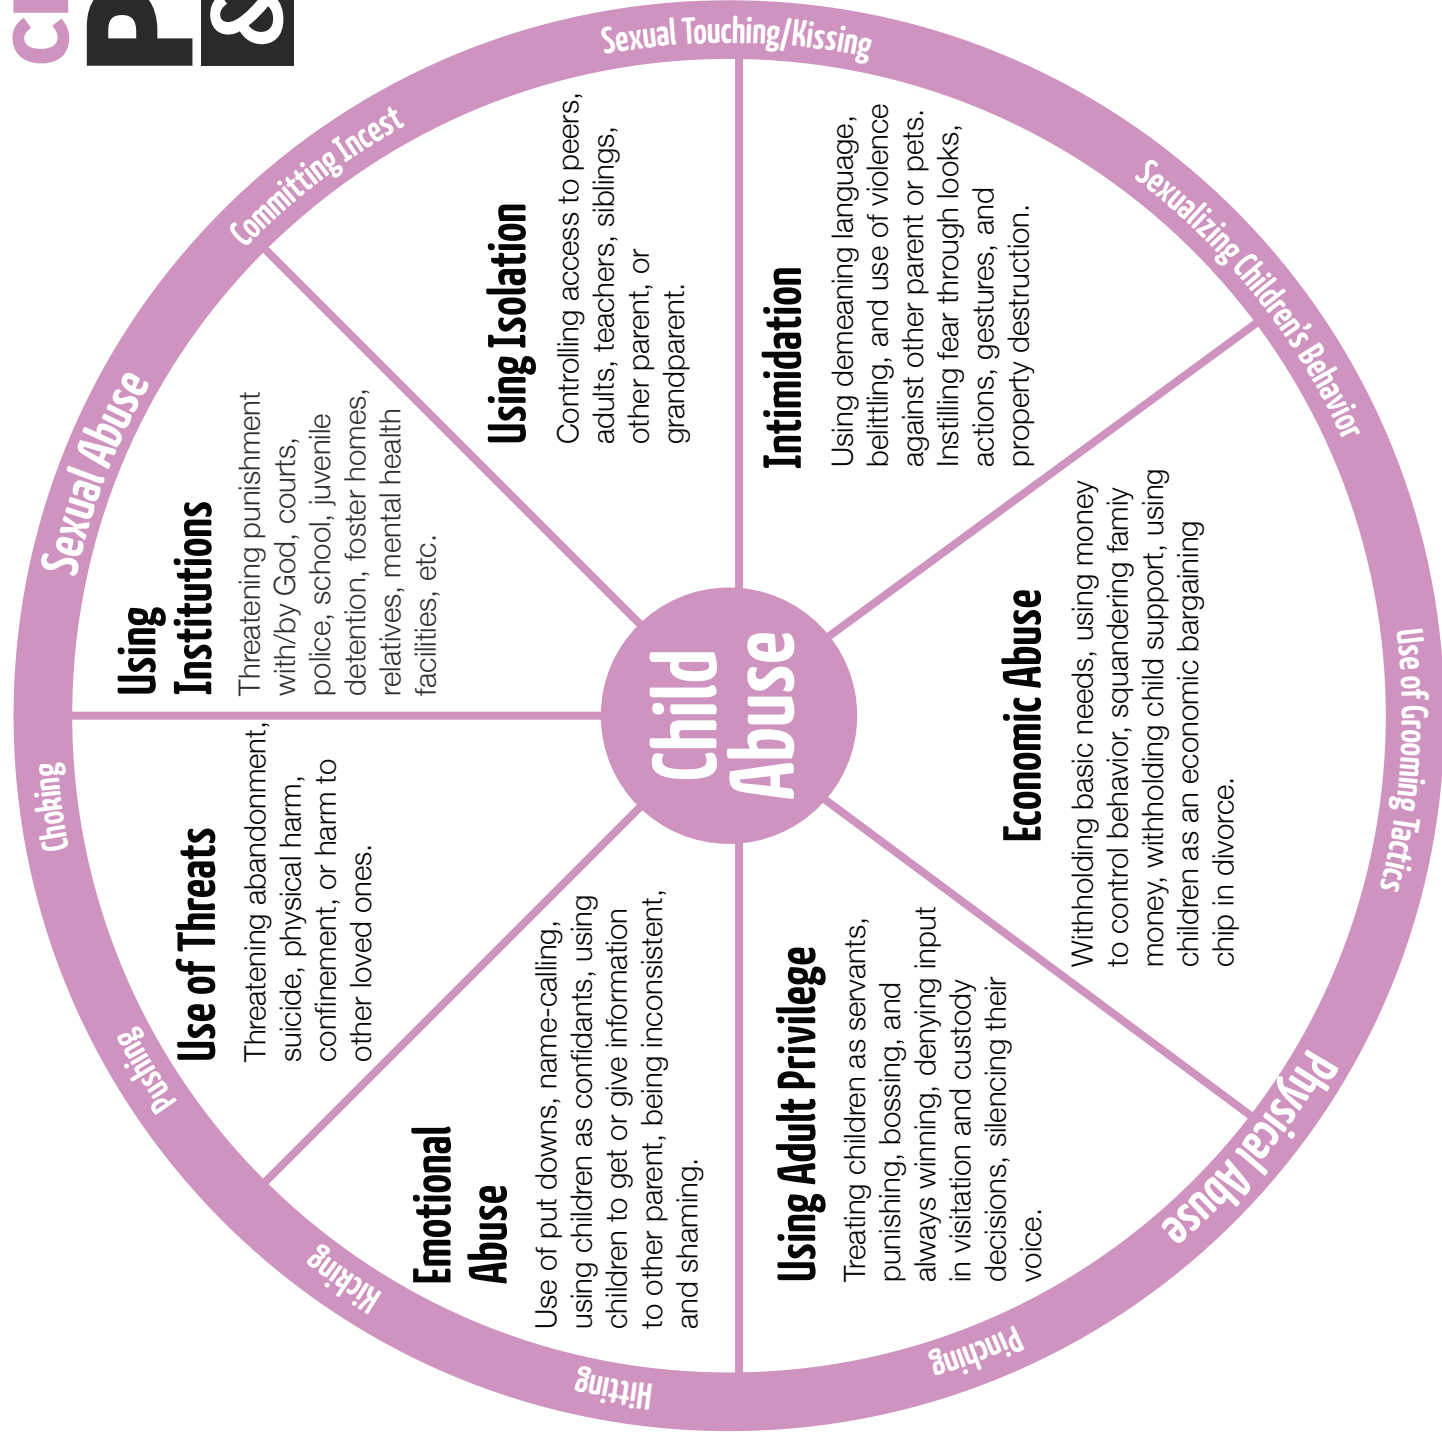 c
P
&
Sexual Abuse
Committing Incest
Sexual Touching/Kissing
Sexualizing Children's Behavior
Use of Grooming Tactics
Physical Abuse
Pinching
Hitting
Kicking
Pushing
Choking
Using
Institutions
Threatening punishment
with/by God, courts,
police, school, juvenile
detention, foster homes,
relatives, mental health
facilities, etc.
Using Isolation
Controlling access to peers,
adults, teachers, siblings,
other parent, or
grandparent.
Intimidation
Using demeaning language,
belittling, and use of violence
against other parent or pets.
Instilling fear through looks,
actions, gestures, and
property destruction.
Economic Abuse
Withholding basic needs, using money
to control behavior, squandering famiy
money, withholding child support, using
children as an economic bargaining
chip in divorce.
Using Adult Privilege
Treating children as servants,
punishing, bossing, and
always winning, denying input
in visitation and custody
decisions, silencing their
voice.
Emotional
Abuse
Use of put downs, name-calling,
using children as confidants, using
children to get or give information
to other parent, being inconsistent,
and shaming.
Use of Threats
Threatening abandonment,
suicide, physical harm,
confinement, or harm to
other loved ones.
Child
Abuse